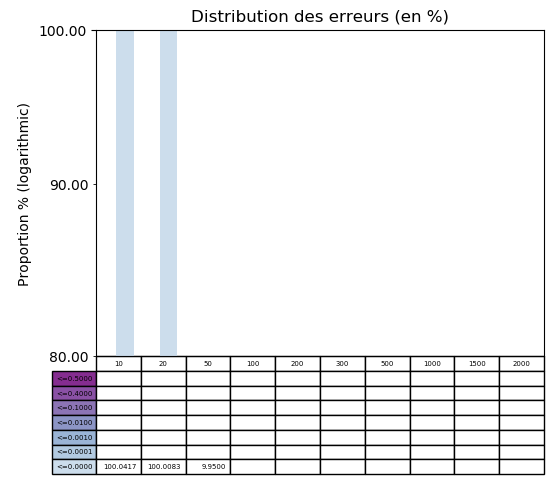 Distribution des erreurs (en %)
100.00
90.00
80.00
Proportion % (logarithmic)
10 20 50 100 200 300 500 1000 1500 2000
<=0.5000
<=0.4000
<=0.1000
<=0.0100
<=0.0010
<=0.0001
<=0.0000 100.0417 100.0083 9.9500